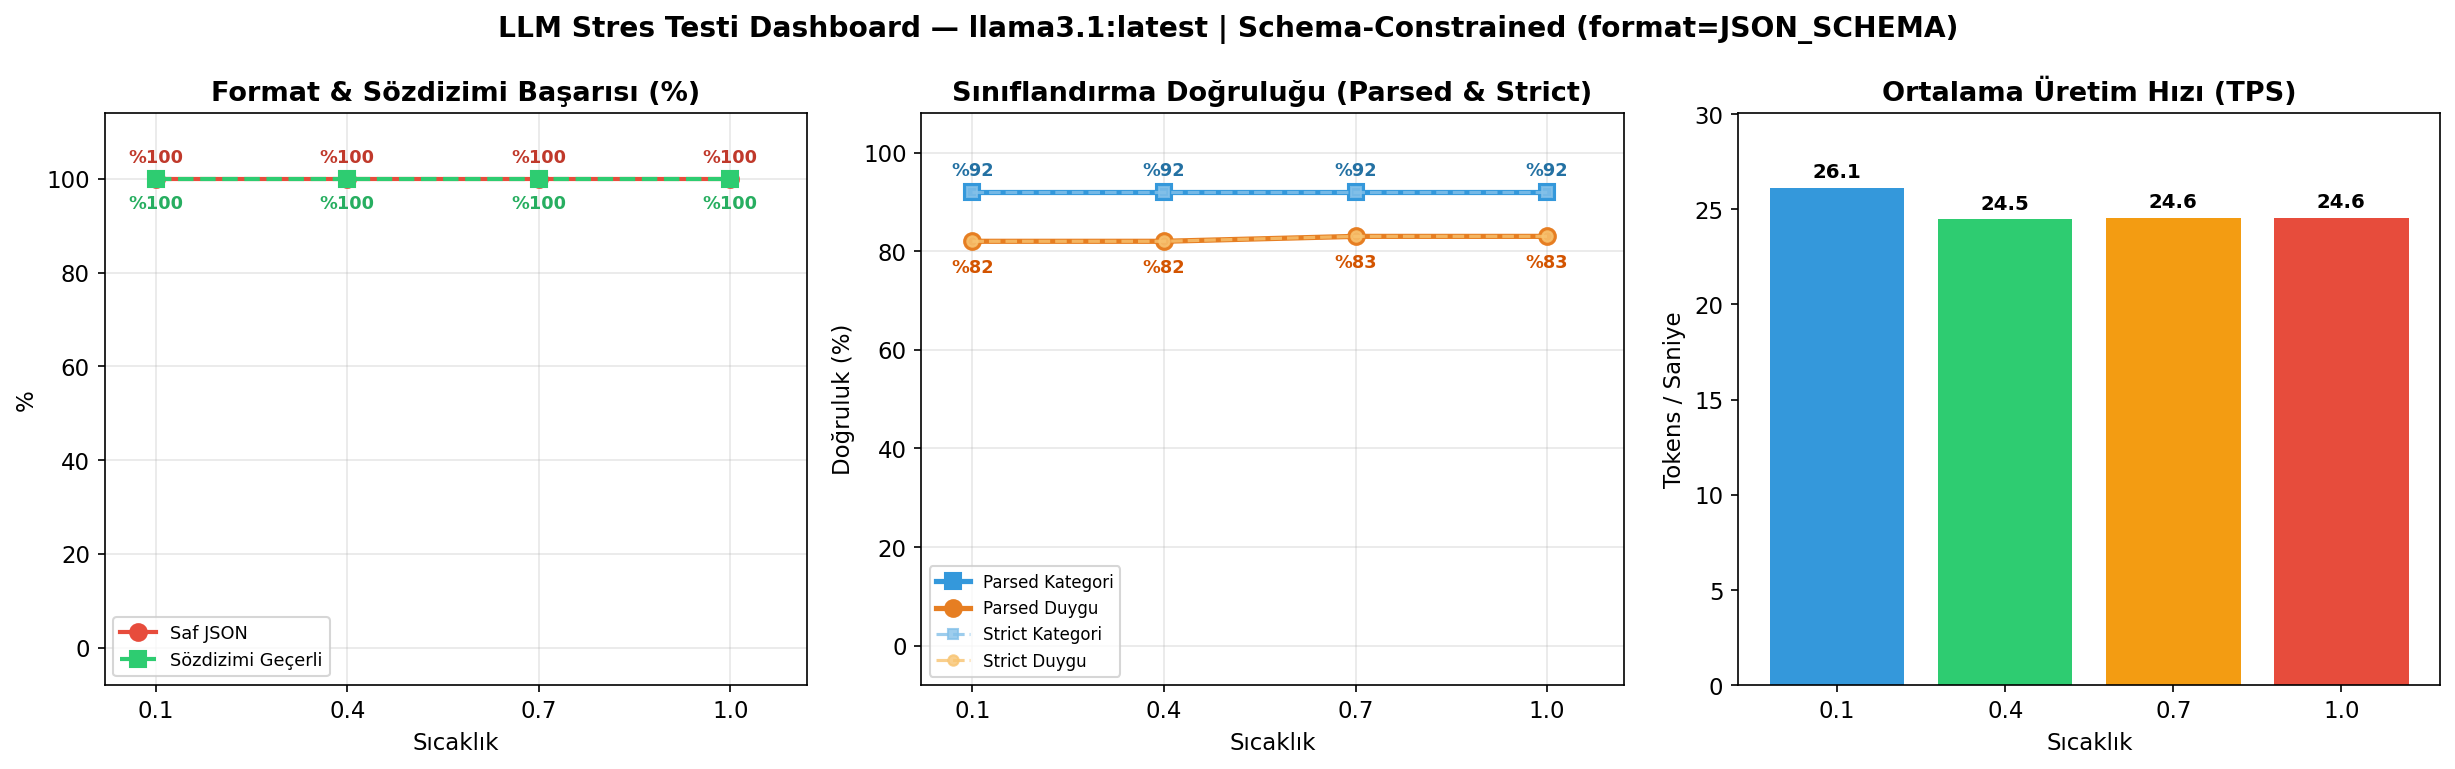 LLM Stres Testi Dashboard — llama3.1:latest | Schema-Constrained (format=JSON_SCHEMA)
Format & Sözdizimi Başarısı (%)
%100 %100 %100 %100
%100 %100 %100 %100
100
80
60
40
20
0
%
Saf JSON
Sözdizimi Geçerli
0.1 0.4 0.7 1.0
Sıcaklık
Sınıflandırma Doğruluğu (Parsed & Strict)
%92 %92 %92 %92
%82 %82 %83 %83
100
80
60
40
20
0
Doğruluk (%)
Parsed Kategori
Parsed Duygu
Strict Kategori
Strict Duygu
0.1 0.4 0.7 1.0
Sıcaklık
Ortalama Üretim Hızı (TPS)
26.1 24.5 24.6 24.6
30
25
20
15
10
5
0
Tokens / Saniye
0.1 0.4 0.7 1.0
Sıcaklık